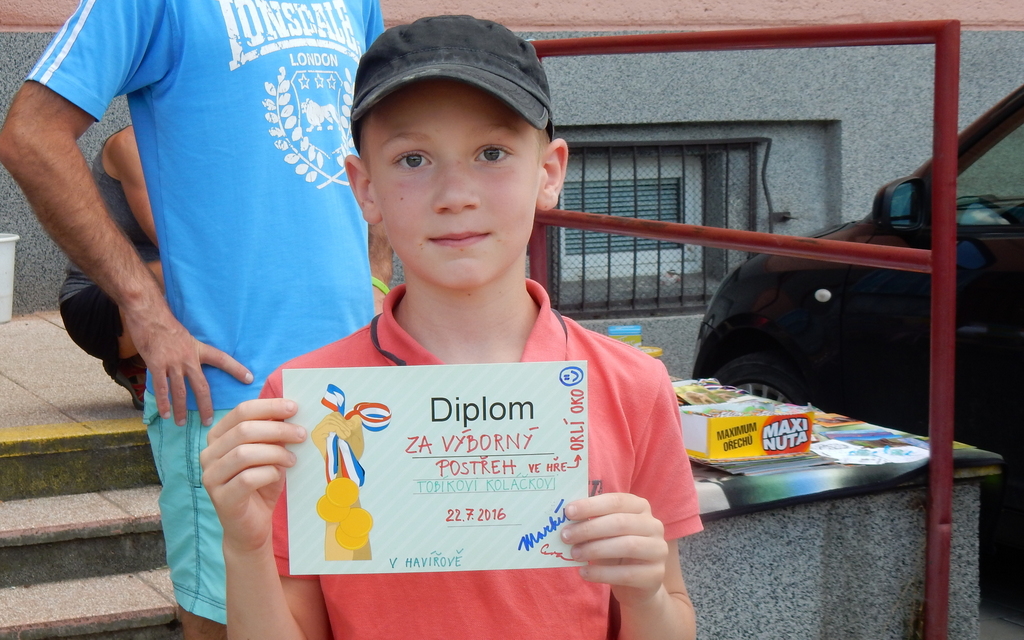 LONSDALE
LONDON
Diplom
ZA VÝBORNÝ
POSTŘEH VE HŘE
ORLÍ OKO
TOBIKOVI KOLÁČKOVI
22.7.2016
V HAVÍŘOVĚ
MAXIMUM
OŘECHŮ
MAXI
NUTA